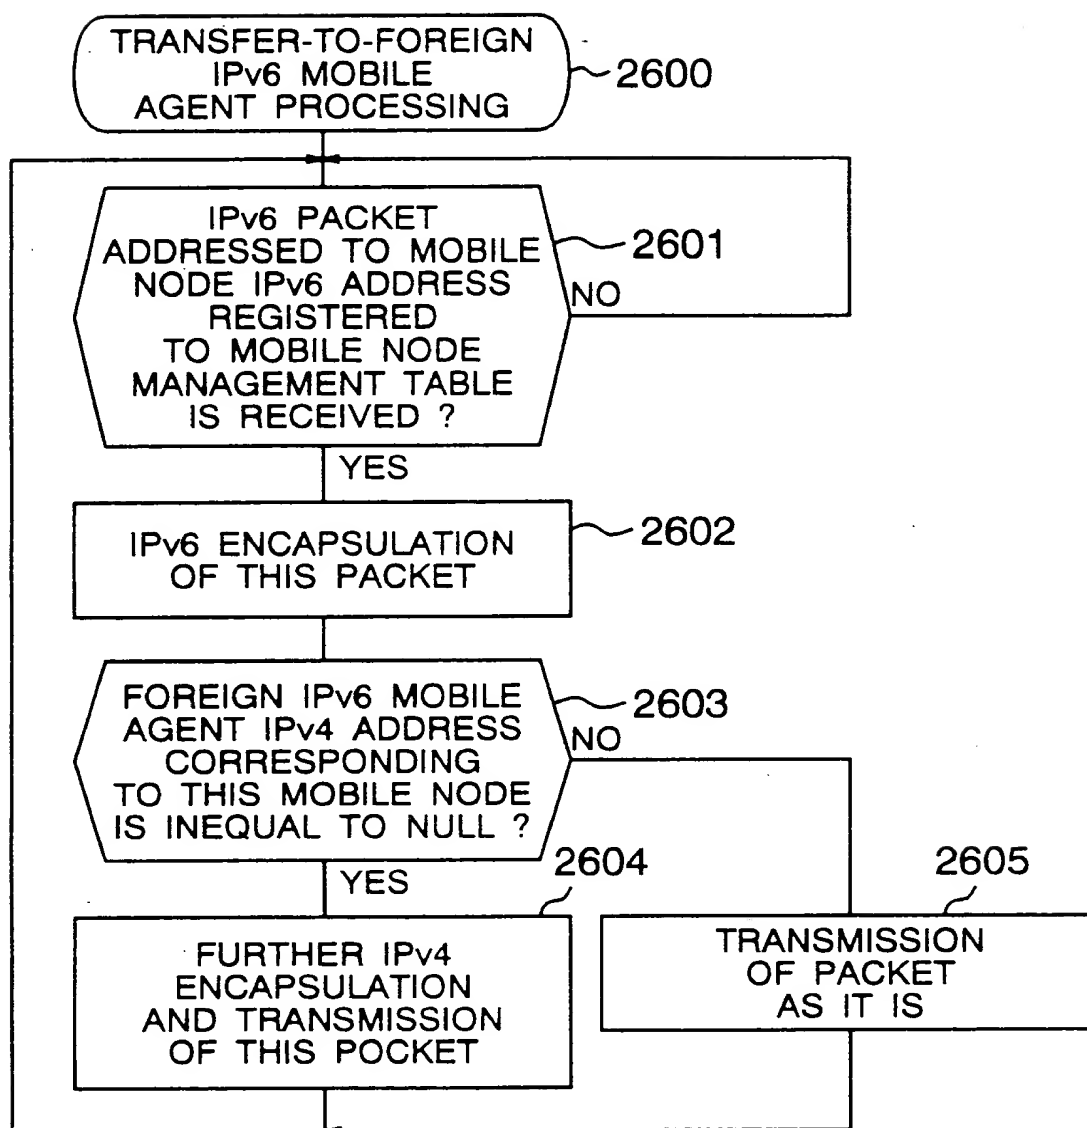 TRANSFER-TO-FOREIGN
IPv6 MOBILE
AGENT PROCESSING
2600
IPv6 PACKET
ADDRESSED TO MOBILE
NODE IPv6 ADDRESS
REGISTERED
TO MOBILE NODE
MANAGEMENT TABLE
IS RECEIVED ?
2601
NO
YES
IPv6 ENCAPSULATION
OF THIS PACKET
2602
FOREIGN IPv6 MOBILE
AGENT IPv4 ADDRESS
CORRESPONDING
TO THIS MOBILE NODE
IS INEQUAL TO NULL ?
2603
NO
YES
2604
FURTHER IPv4
ENCAPSULATION
AND TRANSMISSION
OF THIS POCKET
2605
TRANSMISSION
OF PACKET
AS IT IS